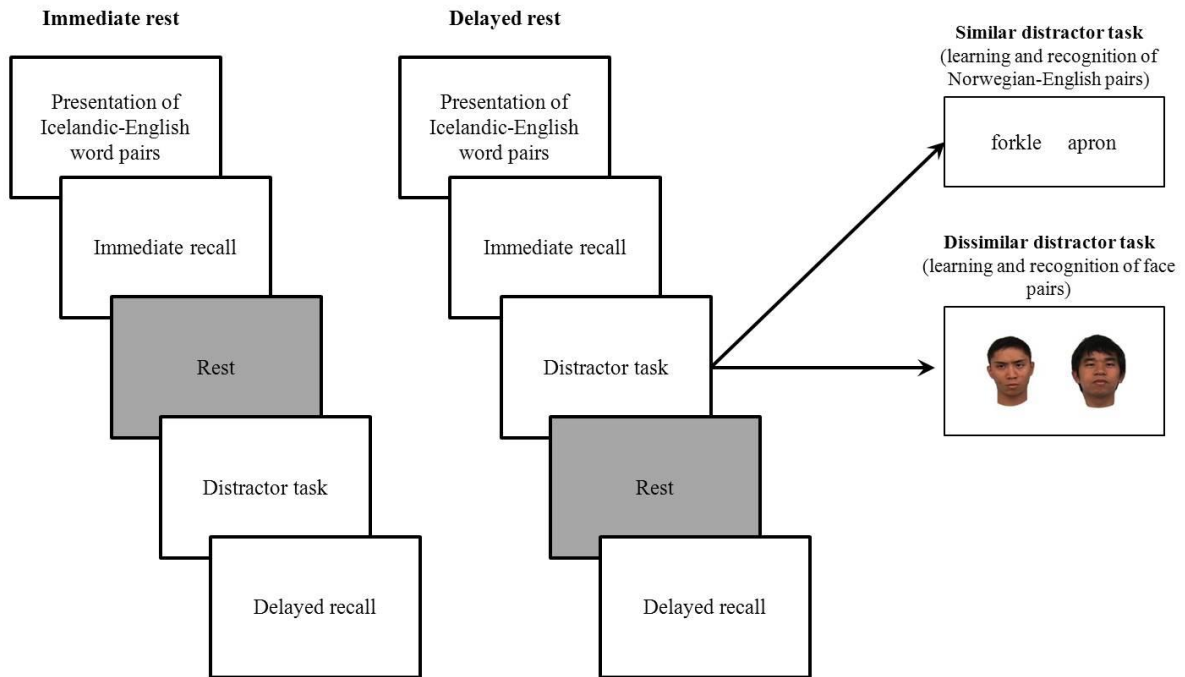 Immediate rest
Presentation of
Icelandic-English
word pairs
Immediate recall
Rest
Distractor task
Delayed recall
Delayed rest
Presentation of
Icelandic-English
word pairs
Immediate recall
Distractor task
Rest
Delayed recall
Similar distractor task
(learning and recognition of
Norwegian-English pairs)
forkle apron
Dissimilar distractor task
(learning and recognition of face
pairs)